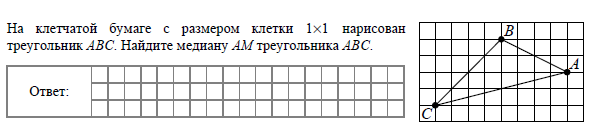 На клетчатой бумаге с размером клетки 1×1 нарисован
треугольник ABC. Найдите медиану AM треугольника ABC.
Ответ:
B
A
C